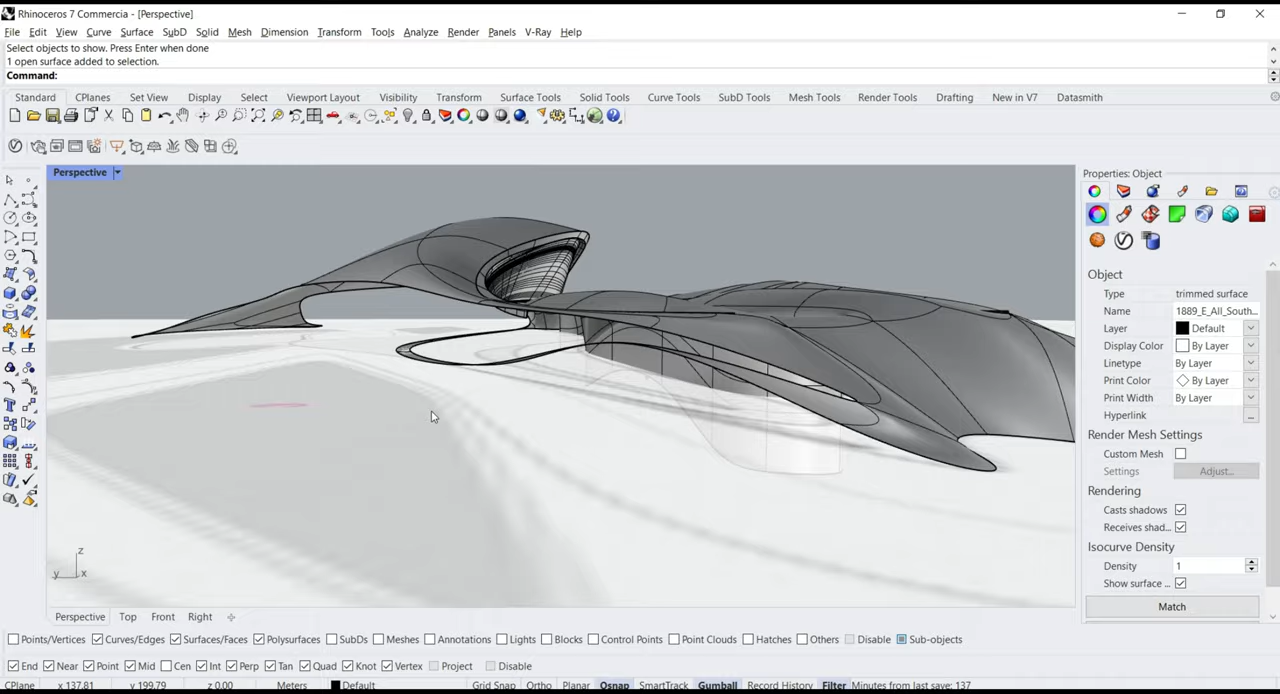 Rhinoceros 7 Commercia - [Perspective]
File Edit View Curve Surface SubD Solid Mesh Dimension Transform Tools Analyze Render Panels V-Ray Help
Select objects to show. Press Enter when done
1 open surface added to selection.
Command:
Standard CPlanes Set View Display Select Viewport Layout Visibility Transform Surface Tools Solid Tools Curve Tools SubD Tools Mesh Tools Render Tools Drafting New in V7 Datasmith
Perspective
Properties: Object
Object
Type trimmed surface
Name 1889_E_All_South...
Layer Default
Display Color By Layer
Linetype By Layer
Print Color By Layer
Print Width By Layer
Hyperlink ...
Render Mesh Settings
Custom Mesh
Settings Adjust...
Rendering
Casts shadows
Receives shad...
Isocurve Density
Density 1
Show surface ...
Match
z
y x
Perspective Top Front Right
Points/Vertices Curves/Edges Surfaces/Faces Polysurfaces SubDs Meshes Annotations Lights Blocks Control Points Point Clouds Hatches Others Disable Sub-objects
End Near Point Mid Cen Int Perp Tan Quad Knot Vertex Project Disable
CPlane x 137.81 y 199.79 z 0.00 Meters Default Grid Snap Ortho Planar Osnap SmartTrack Gumball Record History Filter Minutes from last save: 137